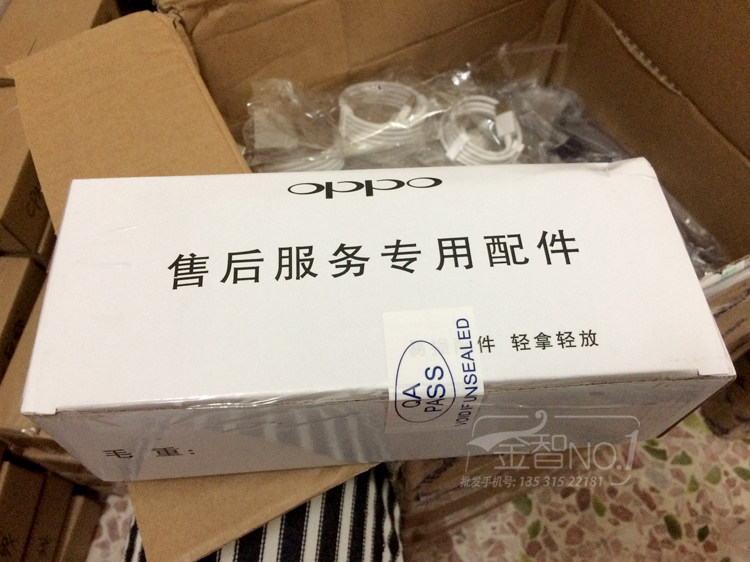 oppo
售后服务专用配件
件 轻拿轻放
QA
PASS
VOID IF UNSEALED
毛 重:
金智NO.1
批发手机号: 135 315 22181